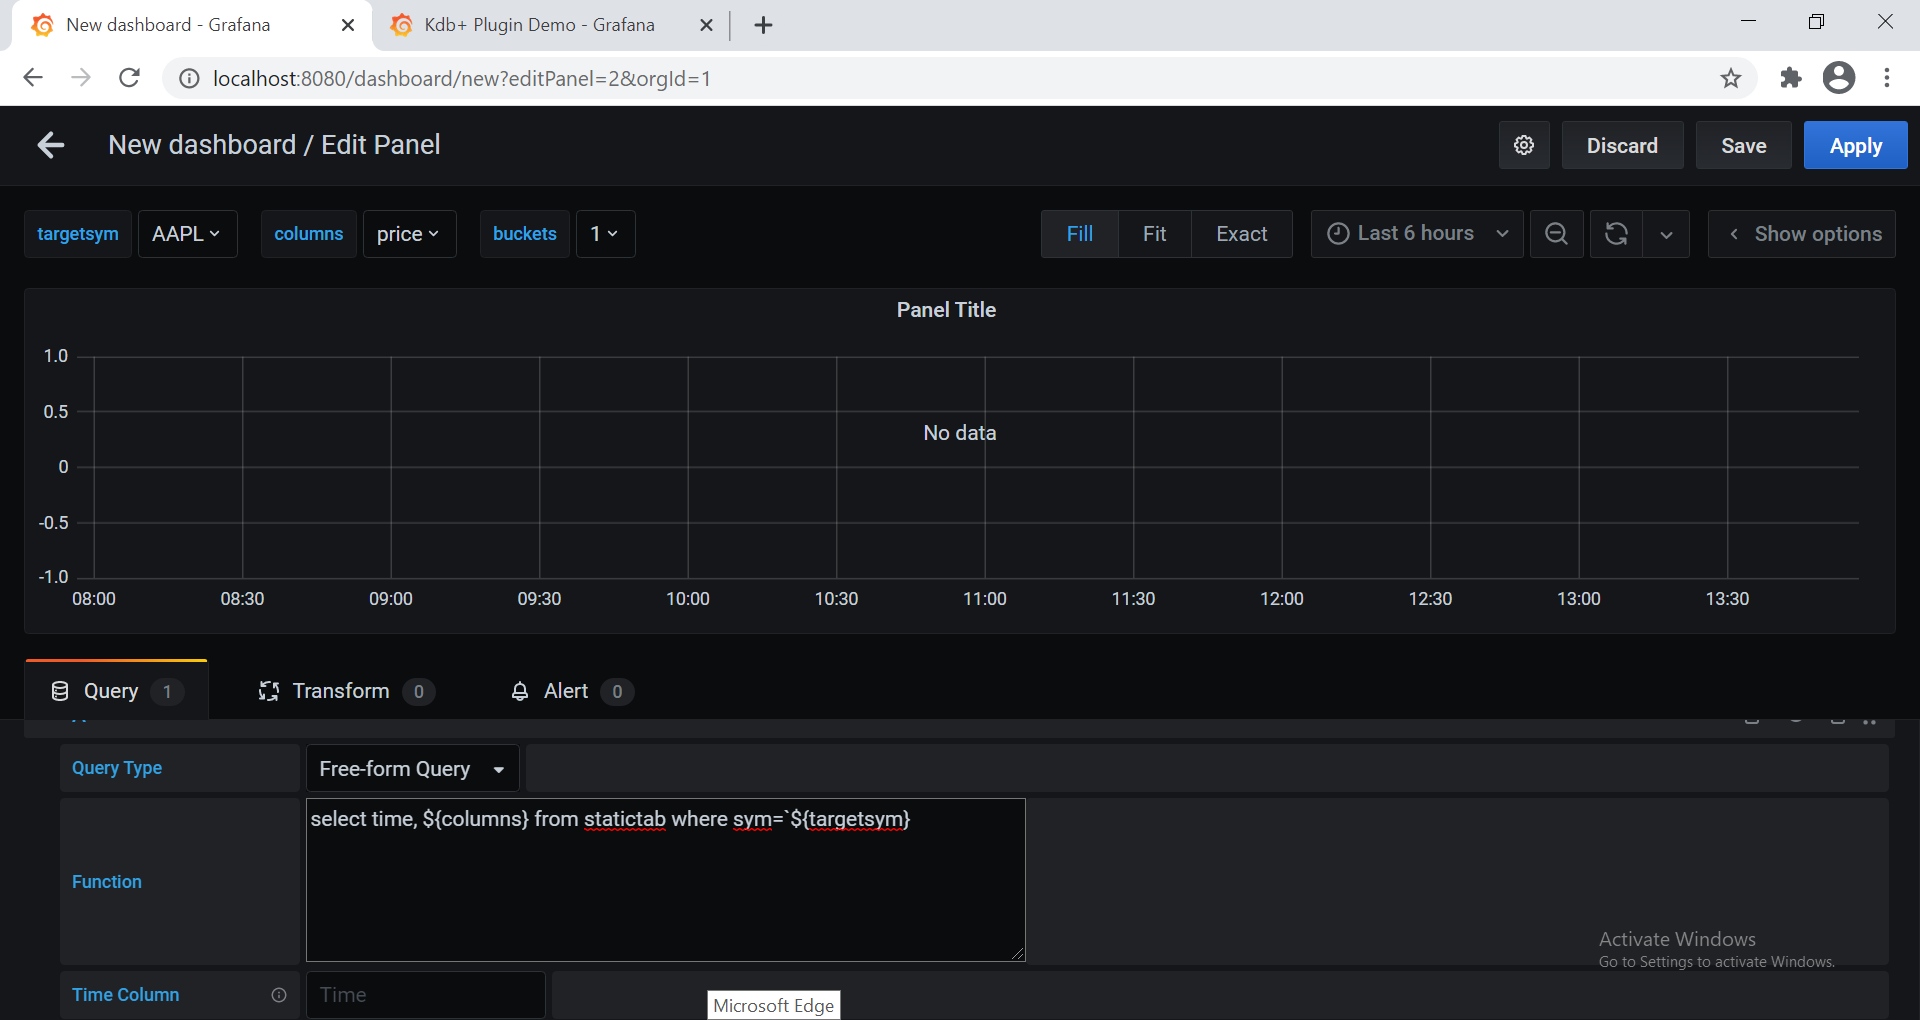 New dashboard - Grafana
Kdb+ Plugin Demo - Grafana
localhost:8080/dashboard/new?editPanel=2&orgId=1
New dashboard / Edit Panel
Discard
Save
Apply
targetsym
AAPL
columns
price
buckets
1
Fill
Fit
Exact
Last 6 hours
Show options
Panel Title
1.0
0.5
0
-0.5
-1.0
No data
08:00
08:30
09:00
09:30
10:00
10:30
11:00
11:30
12:00
12:30
13:00
13:30
Query 1
Transform 0
Alert 0
Query Type
Free-form Query
Function
select time, ${columns} from statictab where sym=`${targetsym}
Activate Windows
Go to Settings to activate Windows.
Time Column
Time
Microsoft Edge